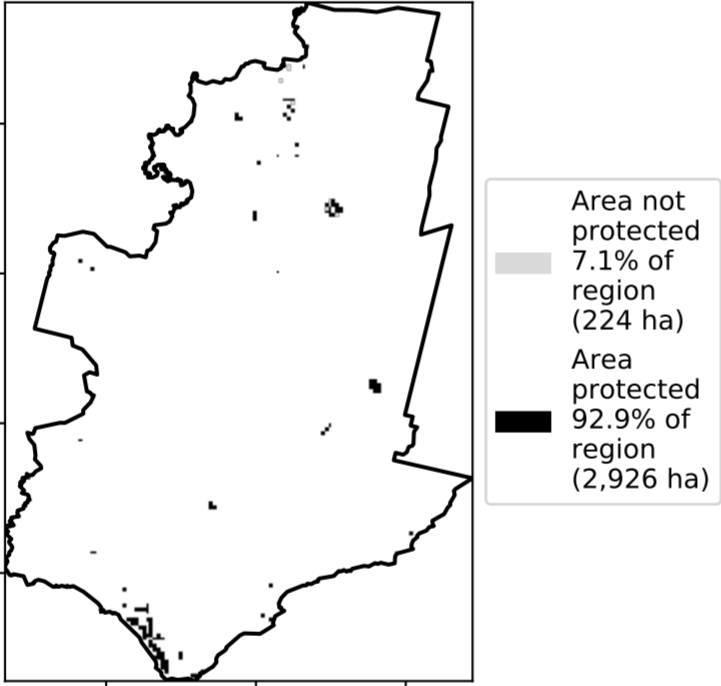 Area not
protected
7.1% of
region
(224 ha)
Area
protected
92.9% of
region
(2,926 ha)